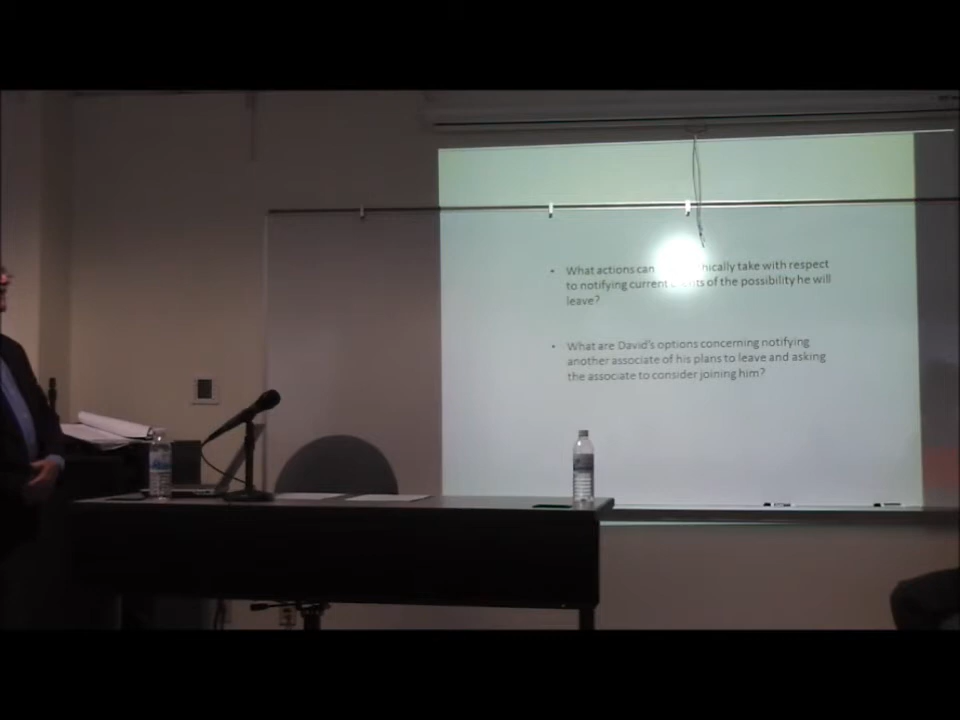 • What actions can take with respect
to notifying current of the possibility he will
leave?
• What are David's options concerning notifying
another associate of his plans to leave and asking
the associate to consider joining him?